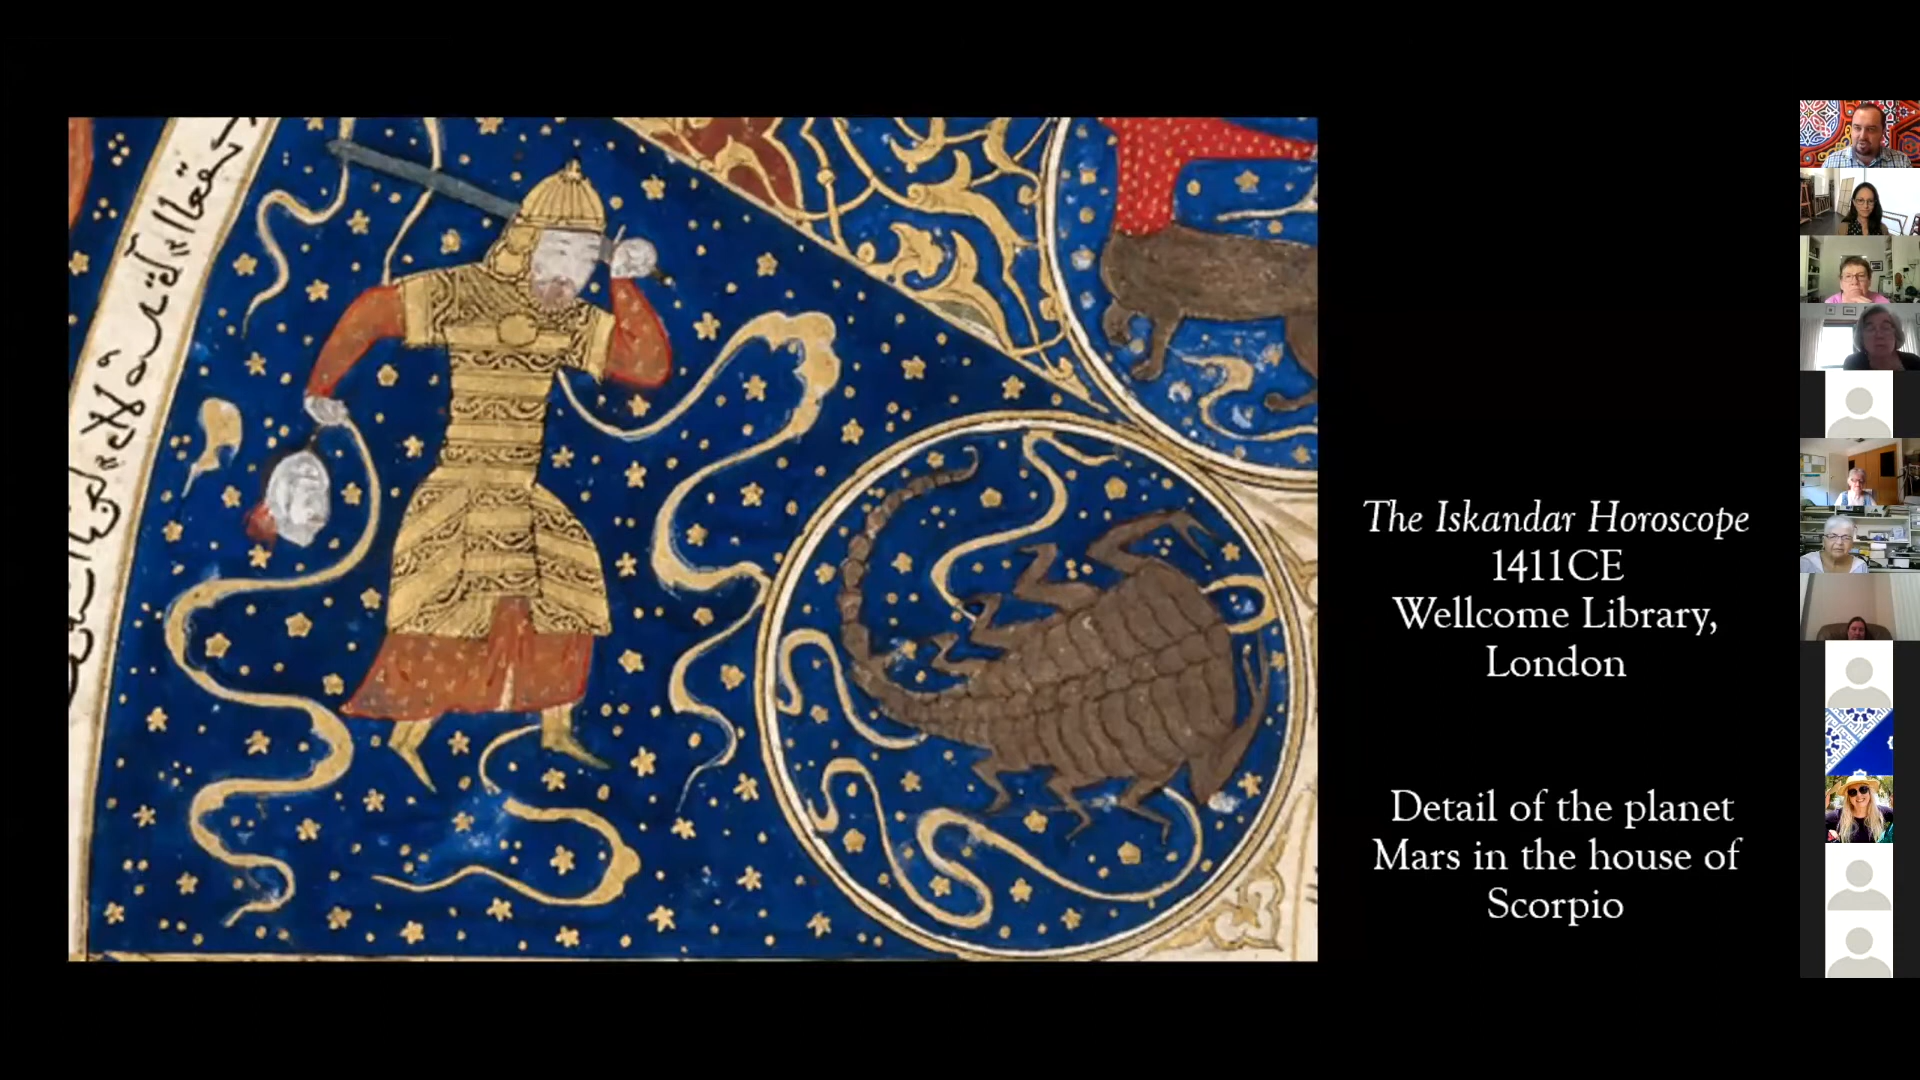 The Iskandar Horoscope
1411CE
Wellcome Library,
London
Detail of the planet
Mars in the house of
Scorpio